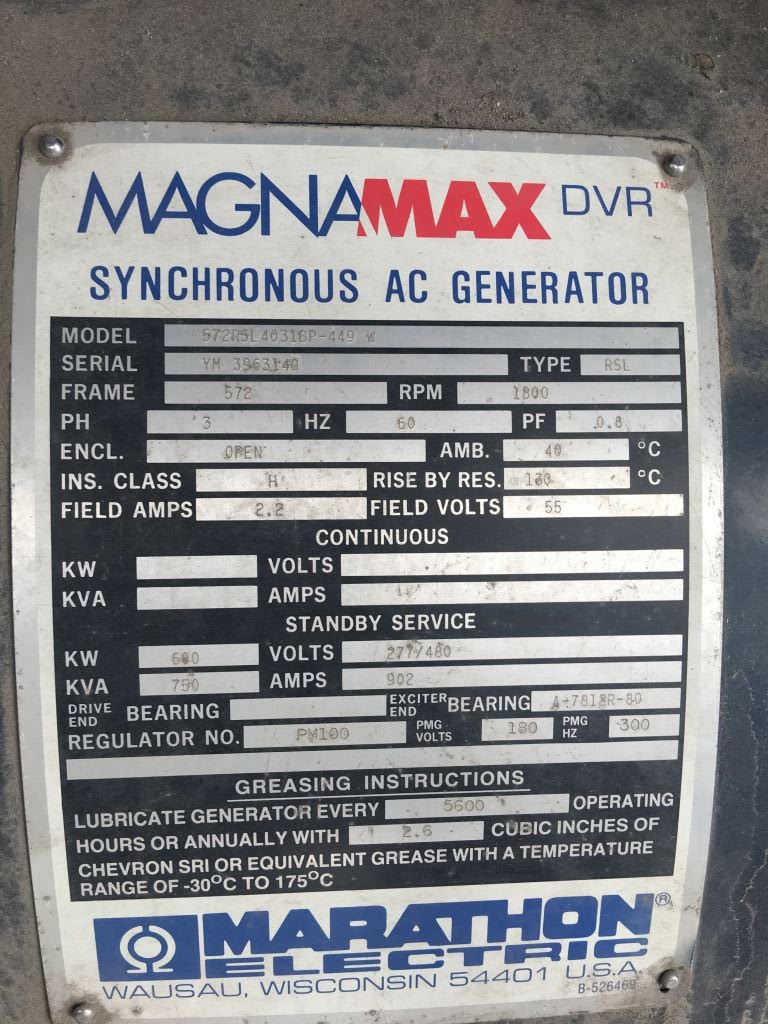 MAGNAMAX DVR™
SYNCHRONOUS AC GENERATOR
MODEL 572RSL4031BP-449 W
SERIAL YM 3963140 TYPE RSL
FRAME 572 RPM 1800
PH 3 HZ 60 PF 0.8
ENCL. OPEN AMB. 40 °C
INS. CLASS H RISE BY RES. 130 °C
FIELD AMPS 2.2 FIELD VOLTS 55
CONTINUOUS
KW VOLTS
KVA AMPS
STANDBY SERVICE
KW 600 VOLTS 277/480
KVA 750 AMPS 902
DRIVE END BEARING EXCITER END BEARING A-7818R-80
REGULATOR NO. PM100 PMG VOLTS 180 PMG HZ 300
GREASING INSTRUCTIONS
LUBRICATE GENERATOR EVERY 5600 OPERATING
HOURS OR ANNUALLY WITH 2.6 CUBIC INCHES OF
CHEVRON SRI OR EQUIVALENT GREASE WITH A TEMPERATURE
RANGE OF -30°C TO 175°C
MARATHON®
ELECTRIC
WAUSAU, WISCONSIN 54401 U.S.A.